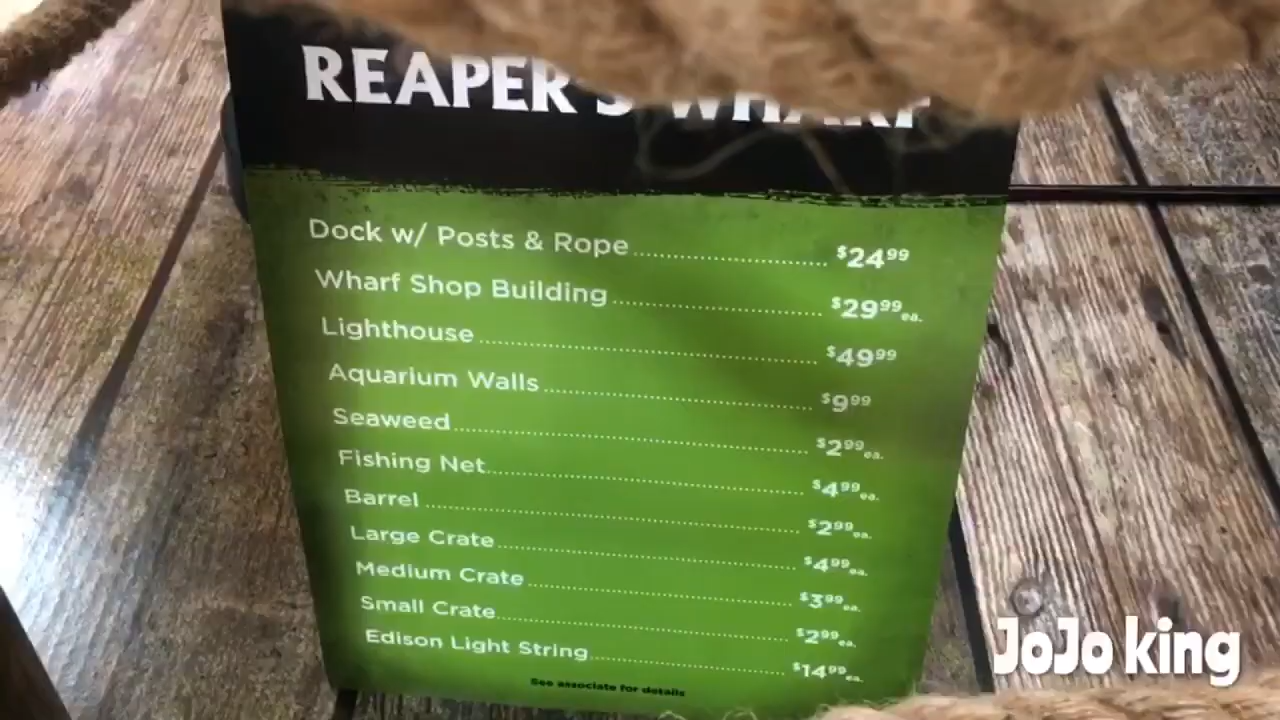 REAPER'S WHARF
Dock w/ Posts & Rope $24.99
Wharf Shop Building $29.99 ea.
Lighthouse $49.99
Aquarium Walls $9.99
Seaweed $2.99 ea.
Fishing Net $4.99 ea.
Barrel $2.99 ea.
Large Crate $4.99 ea.
Medium Crate $3.99 ea.
Small Crate $2.99 ea.
Edison Light String $14.99 ea.
See associate for details
JoJo king